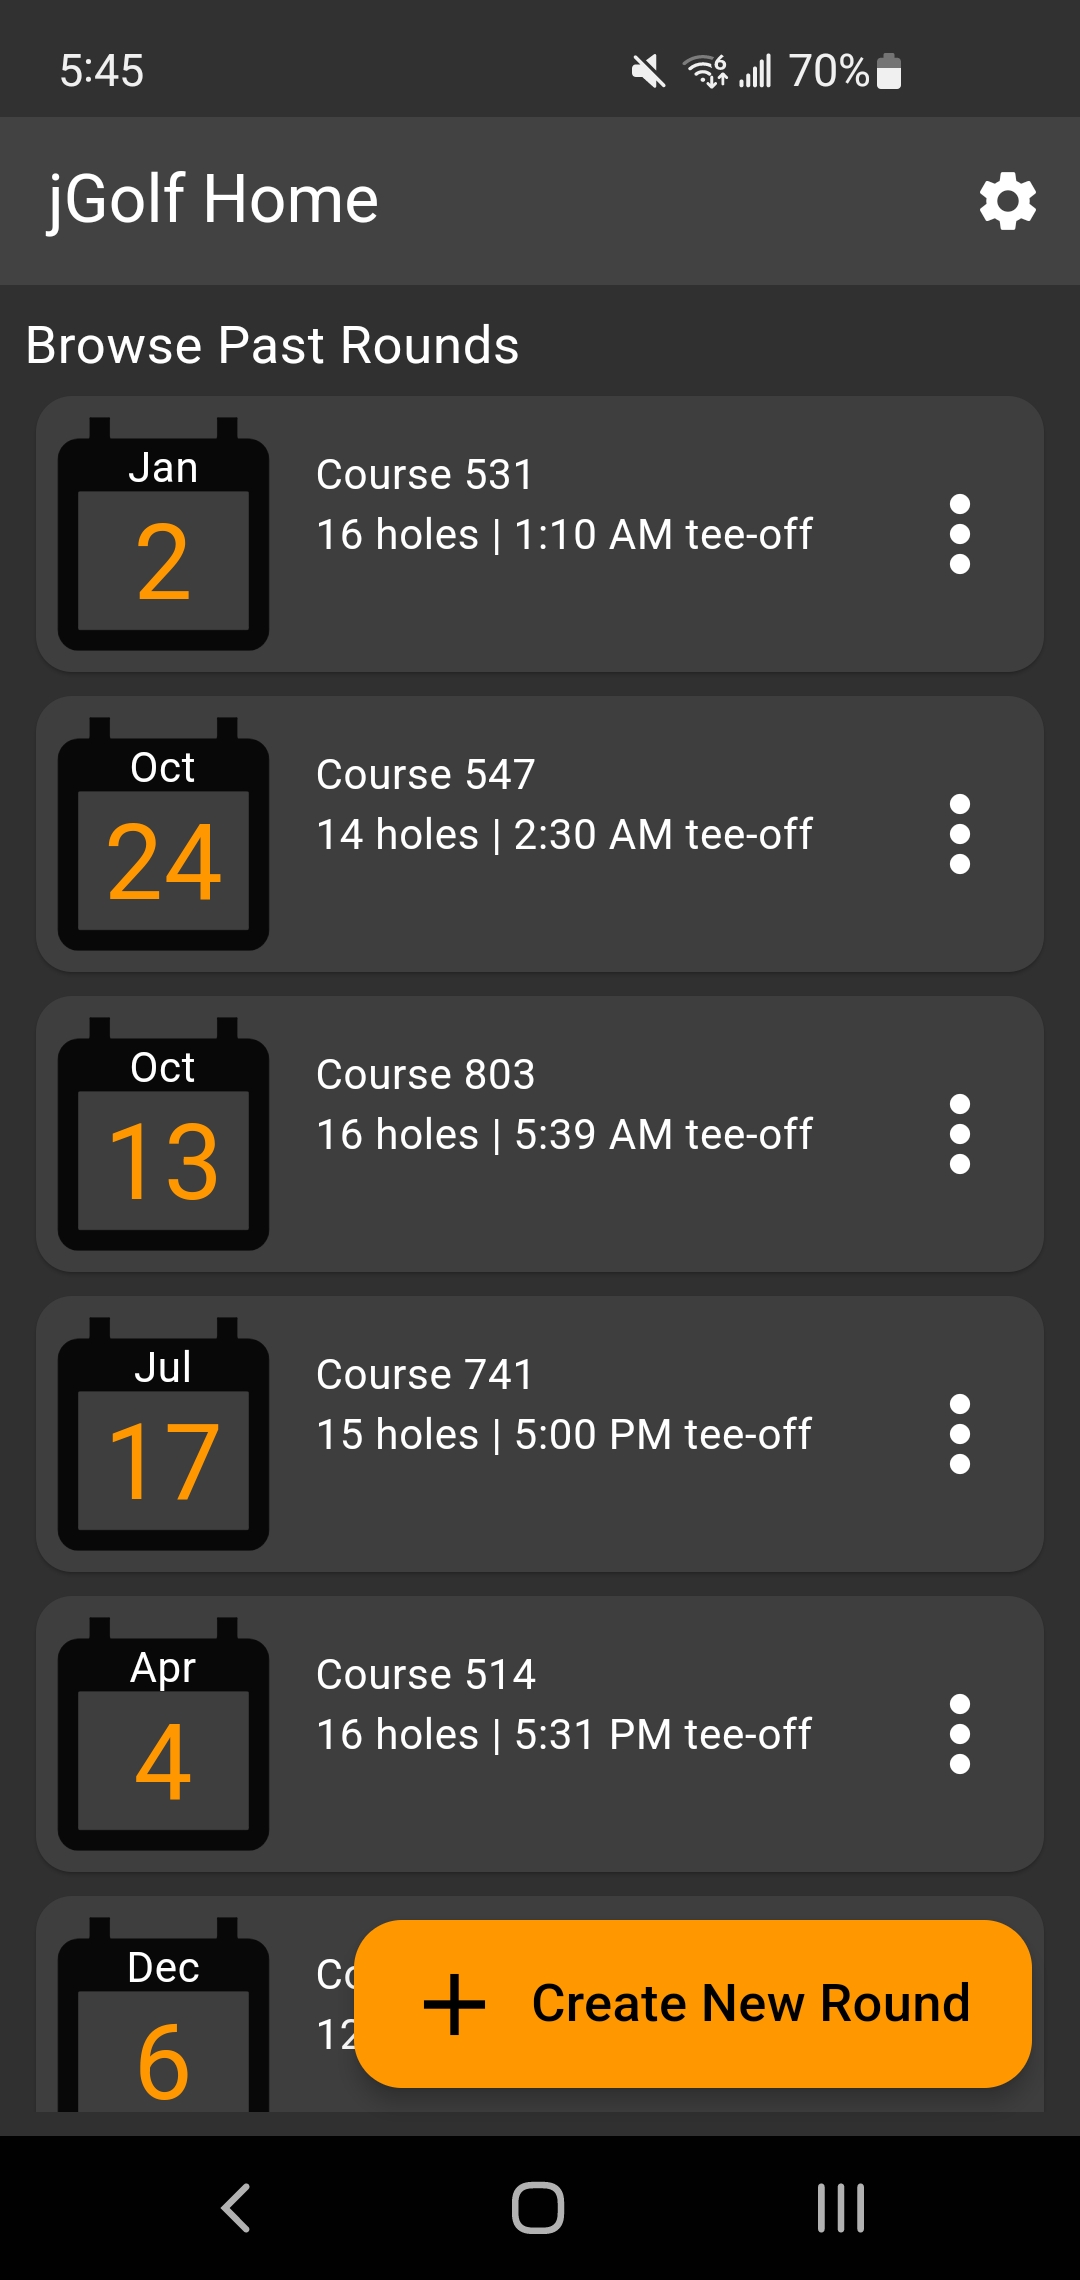 5:45
6
70%
jGolf Home
Browse Past Rounds
Jan
2
Course 531
16 holes | 1:10 AM tee-off
Oct
24
Course 547
14 holes | 2:30 AM tee-off
Oct
13
Course 803
16 holes | 5:39 AM tee-off
Jul
17
Course 741
15 holes | 5:00 PM tee-off
Apr
4
Course 514
16 holes | 5:31 PM tee-off
Dec
6
12
Create New Round